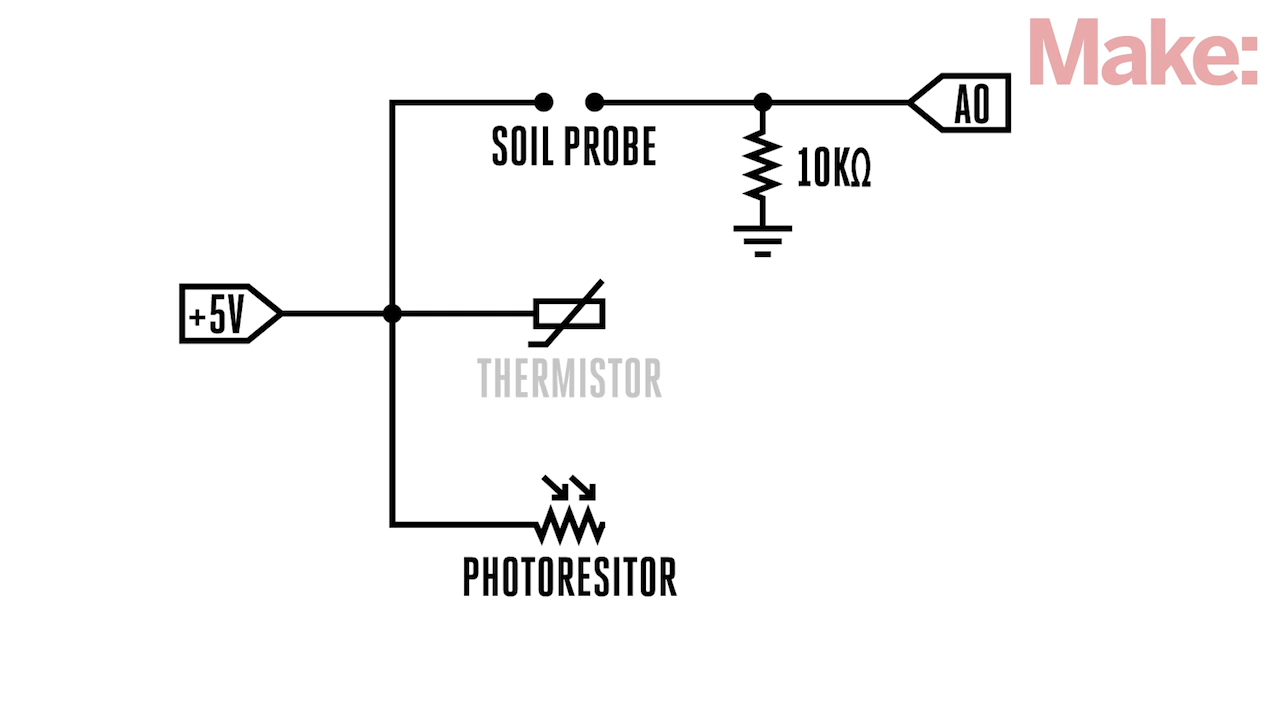 Make:
A0
SOIL PROBE
10KΩ
+5V
THERMISTOR
PHOTORESITOR